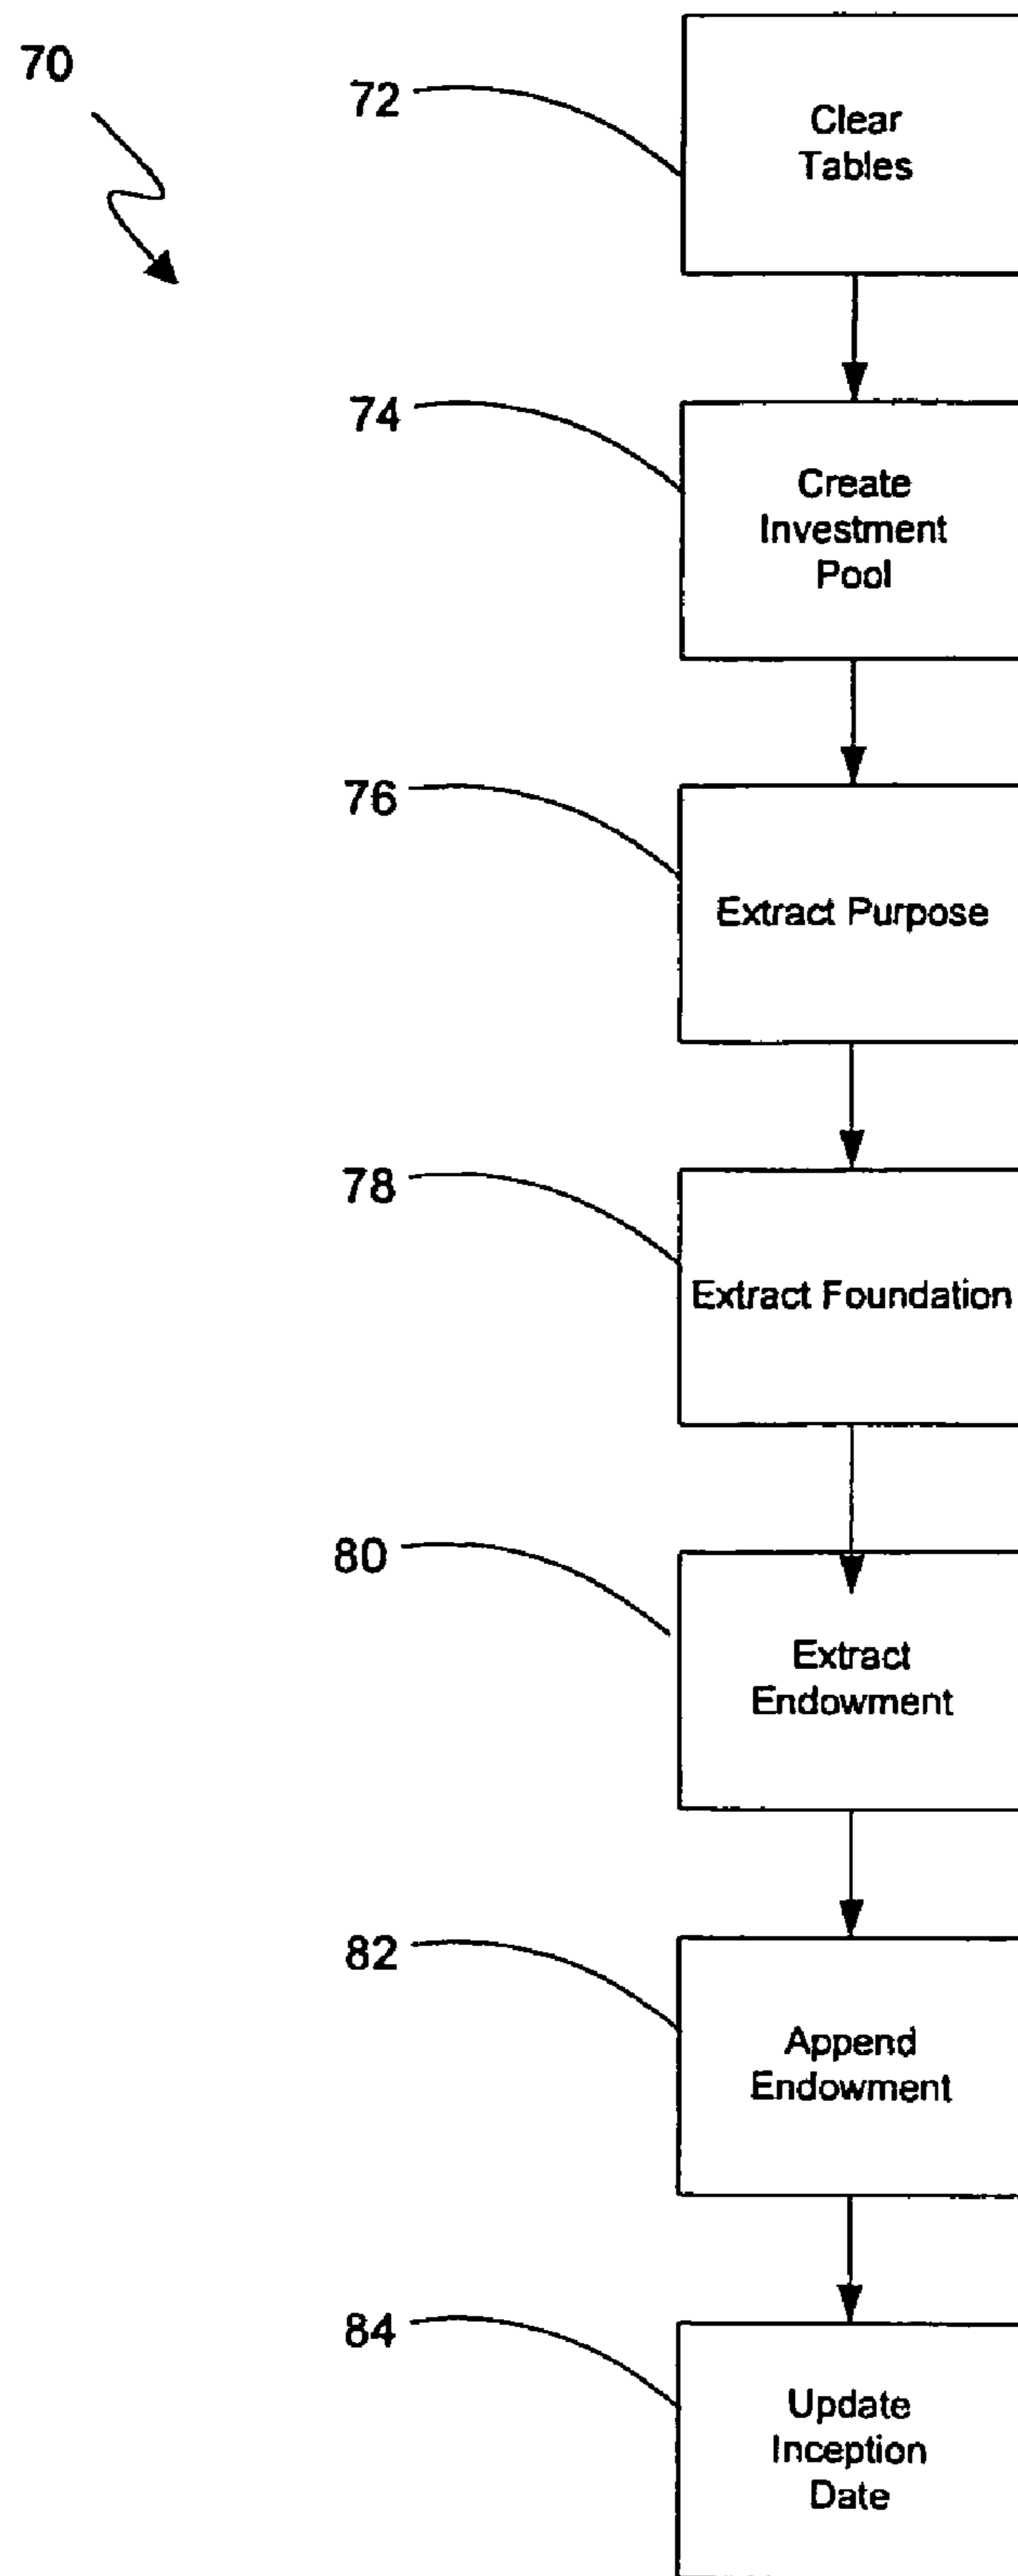 70
72
Clear
Tables
74
Create
Investment
Pool
76
Extract Purpose
78
Extract Foundation
80
Extract
Endowment
82
Append
Endowment
84
Update
Inception
Date